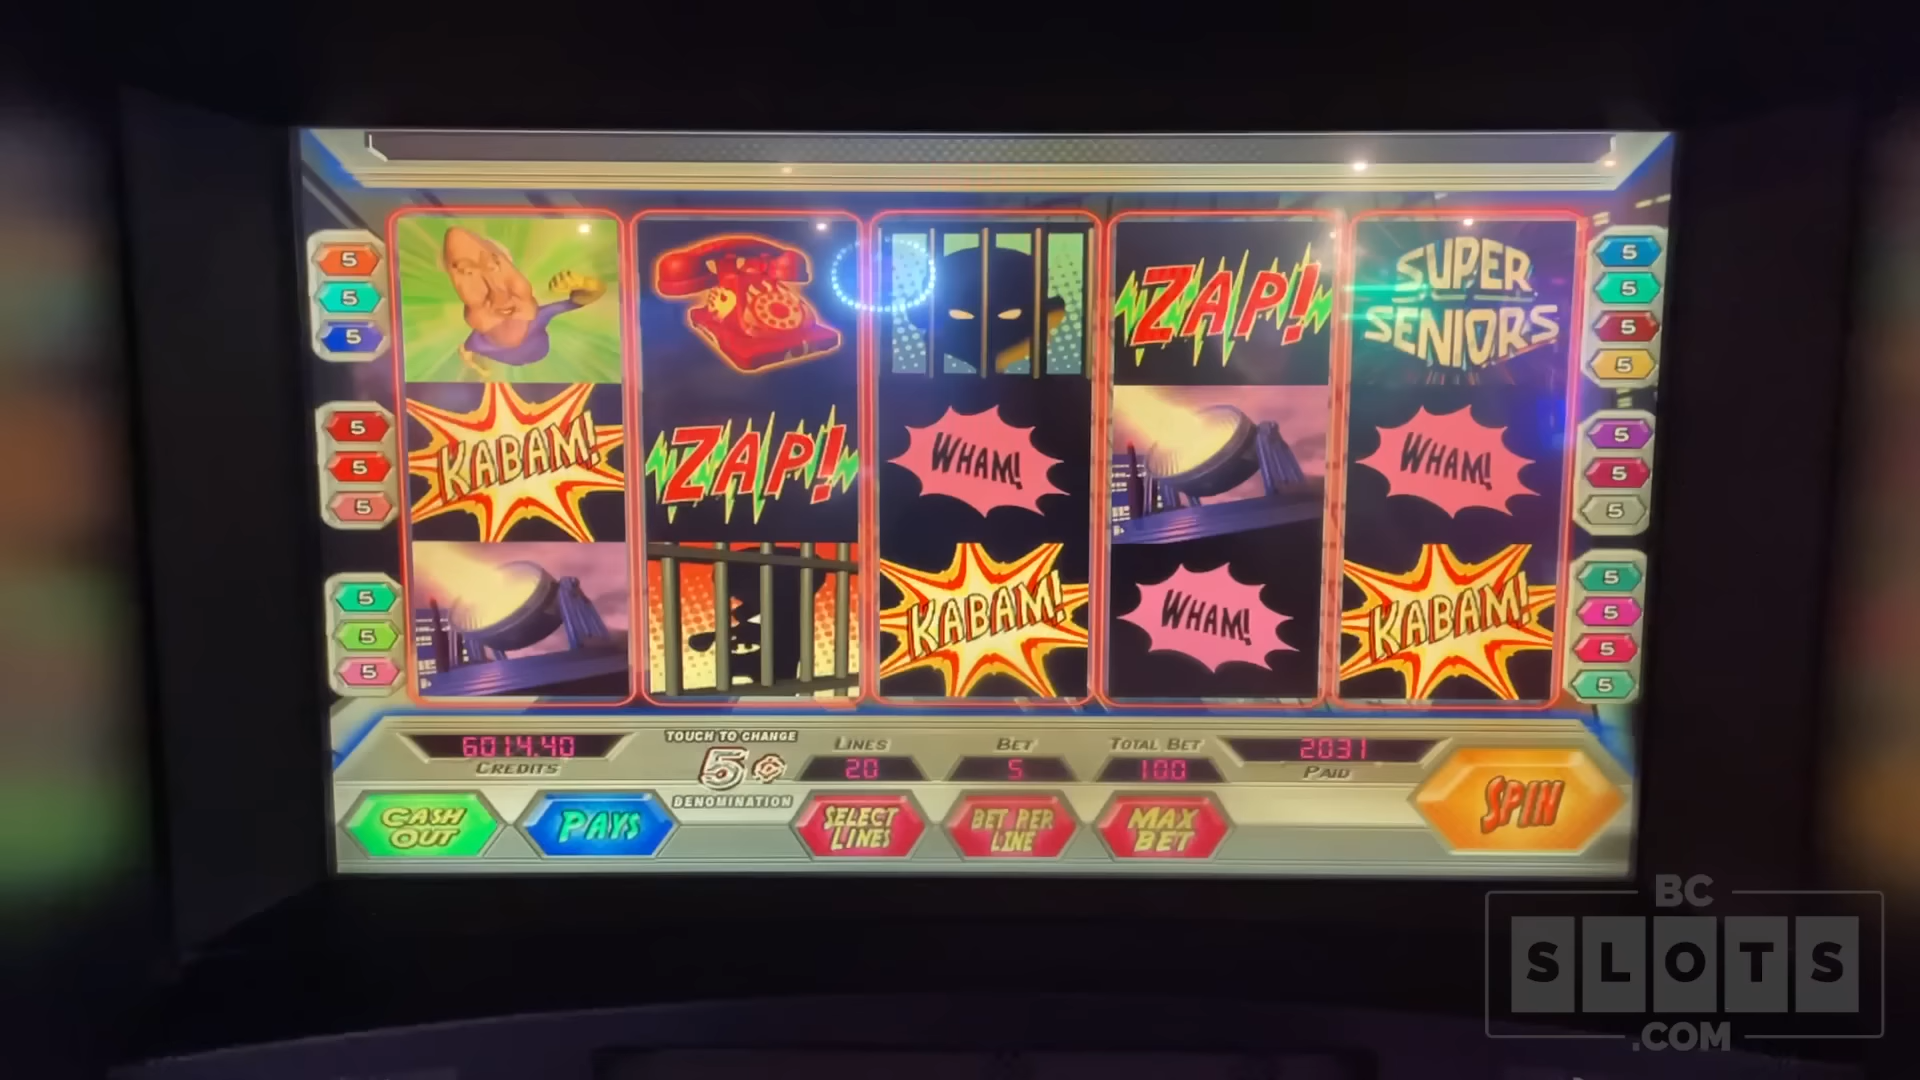 ZAP!
SUPER
SENIORS
5
5
5
5
5
5
5
KABAM!
ZAP!
WHAM!
WHAM!
5
5
5
5
5
5
KABAM!
WHAM!
KABAM!
5
5
5
5
5
5
5
6014.40
CREDITS
TOUCH TO CHANGE
5¢
DENOMINATION
LINES
20
BET
5
TOTAL BET
100
2031
PAID
CASH
OUT
PAYS
SELECT
LINES
BET PER
LINE
MAX
BET
SPIN
BC
SLOTS
.COM